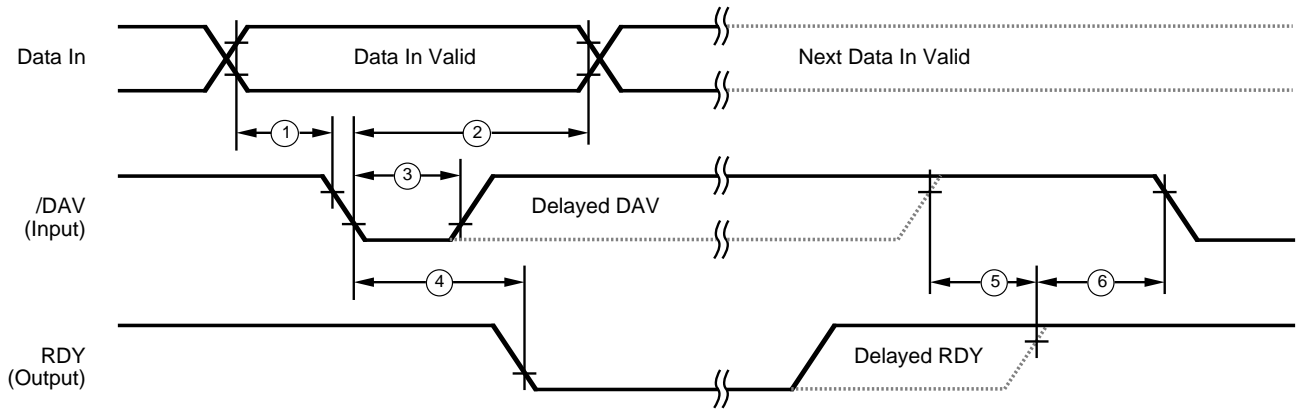 Data In
Data In Valid
Next Data In Valid
1
2
3
/DAV
(Input)
Delayed DAV
4
5
6
RDY
(Output)
Delayed RDY